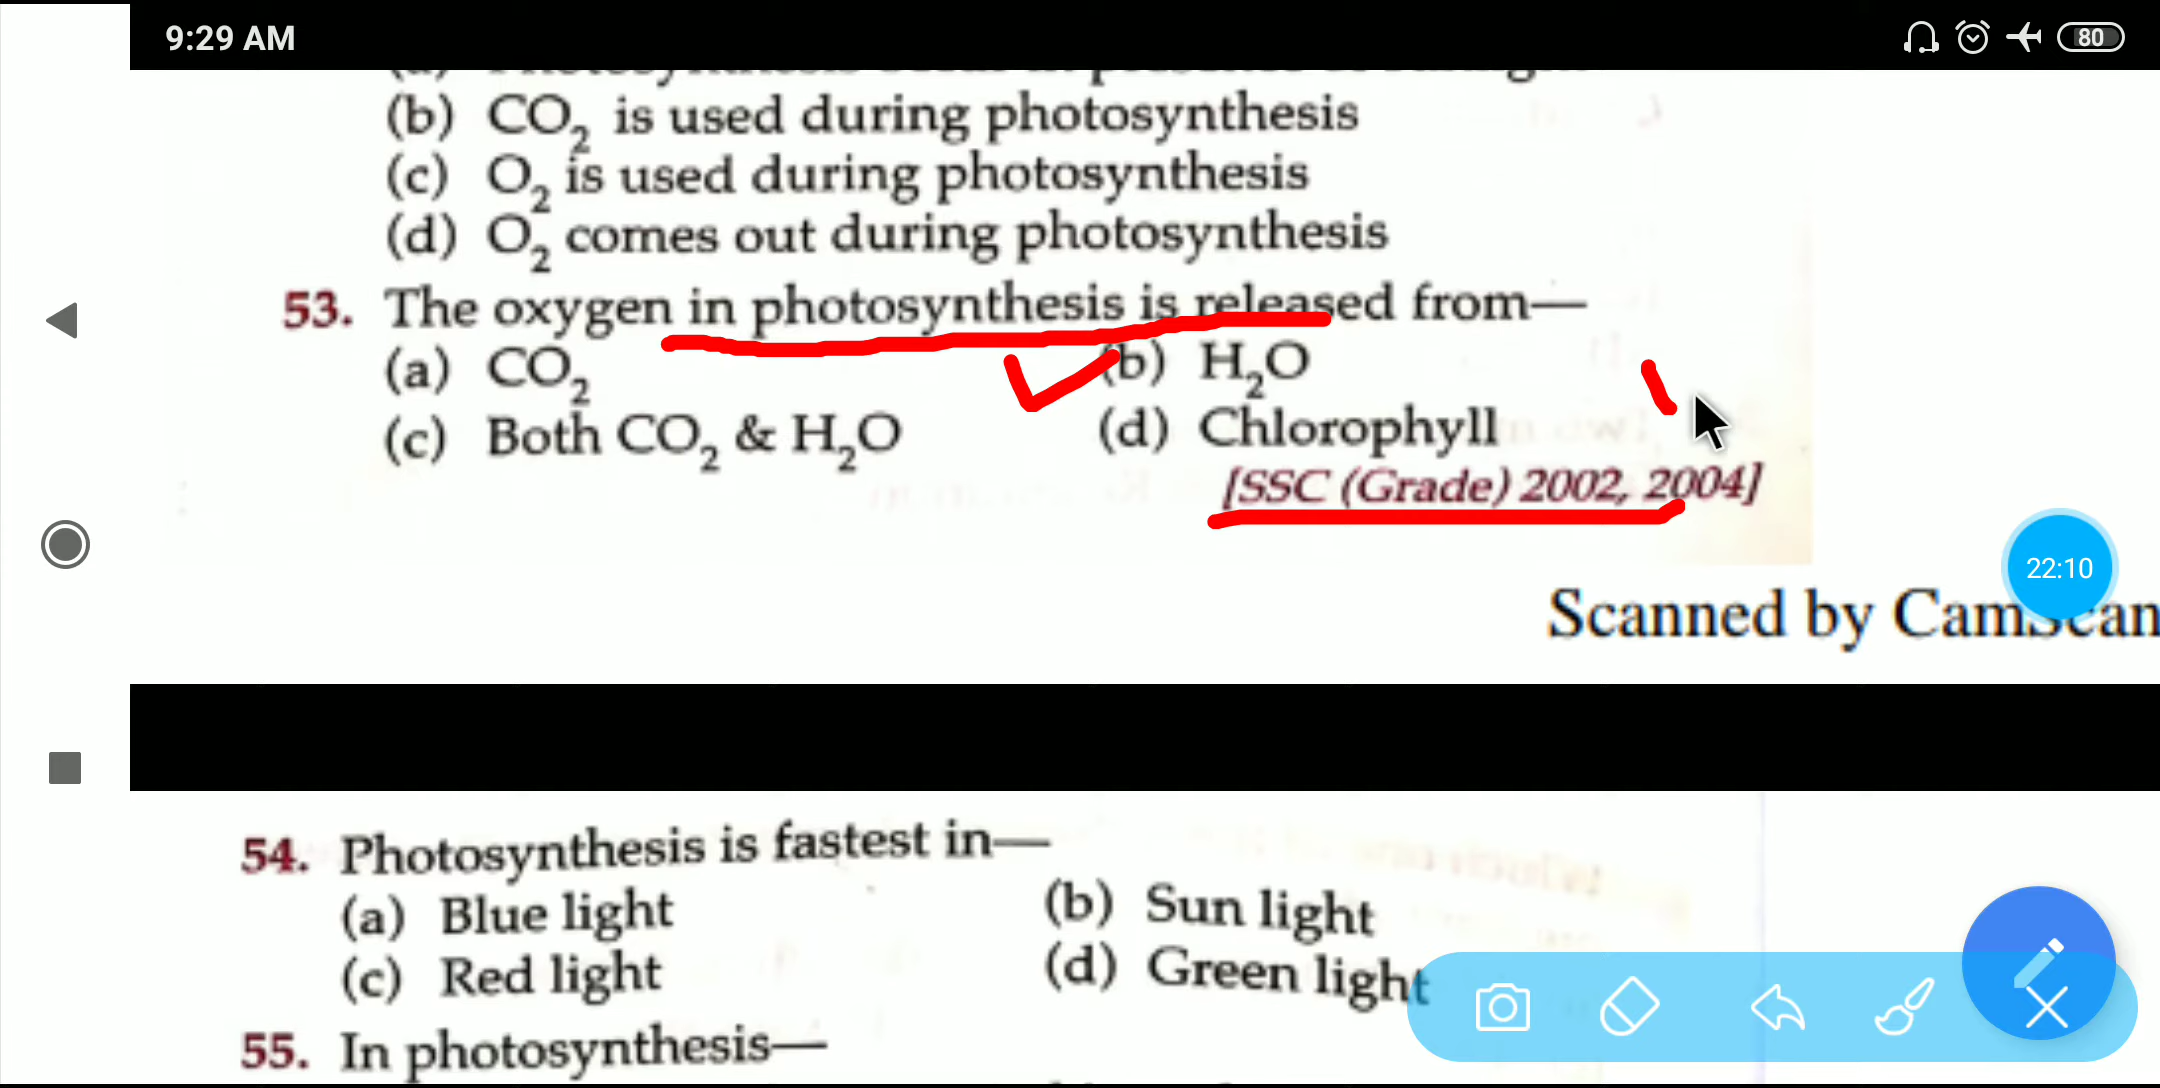 9:29 AM
80
(b) CO₂ is used during photosynthesis
(c) O₂ is used during photosynthesis
(d) O₂ comes out during photosynthesis
53. The oxygen in photosynthesis is released from—
(a) CO₂ (b) H₂O
(c) Both CO₂ & H₂O (d) Chlorophyll
[SSC (Grade) 2002, 2004]
22:10
Scanned by CamScan
54. Photosynthesis is fastest in—
(a) Blue light (b) Sun light
(c) Red light (d) Green light
55. In photosynthesis—